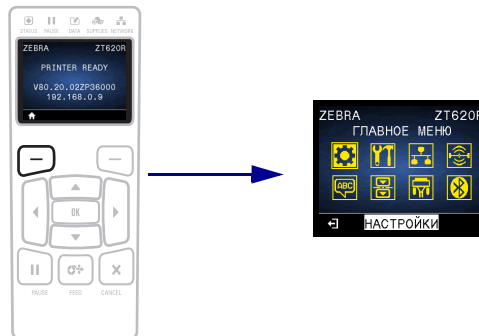 STATUS PAUSE DATA SUPPLIES NETWORK
ZEBRA ZT620R
PRINTER READY
V80.20.02ZP36000
192.168.0.9
OK
PAUSE FEED CANCEL
ZEBRA ZT620R
ГЛАВНОЕ МЕНЮ
ABC
НАСТРОЙКИ